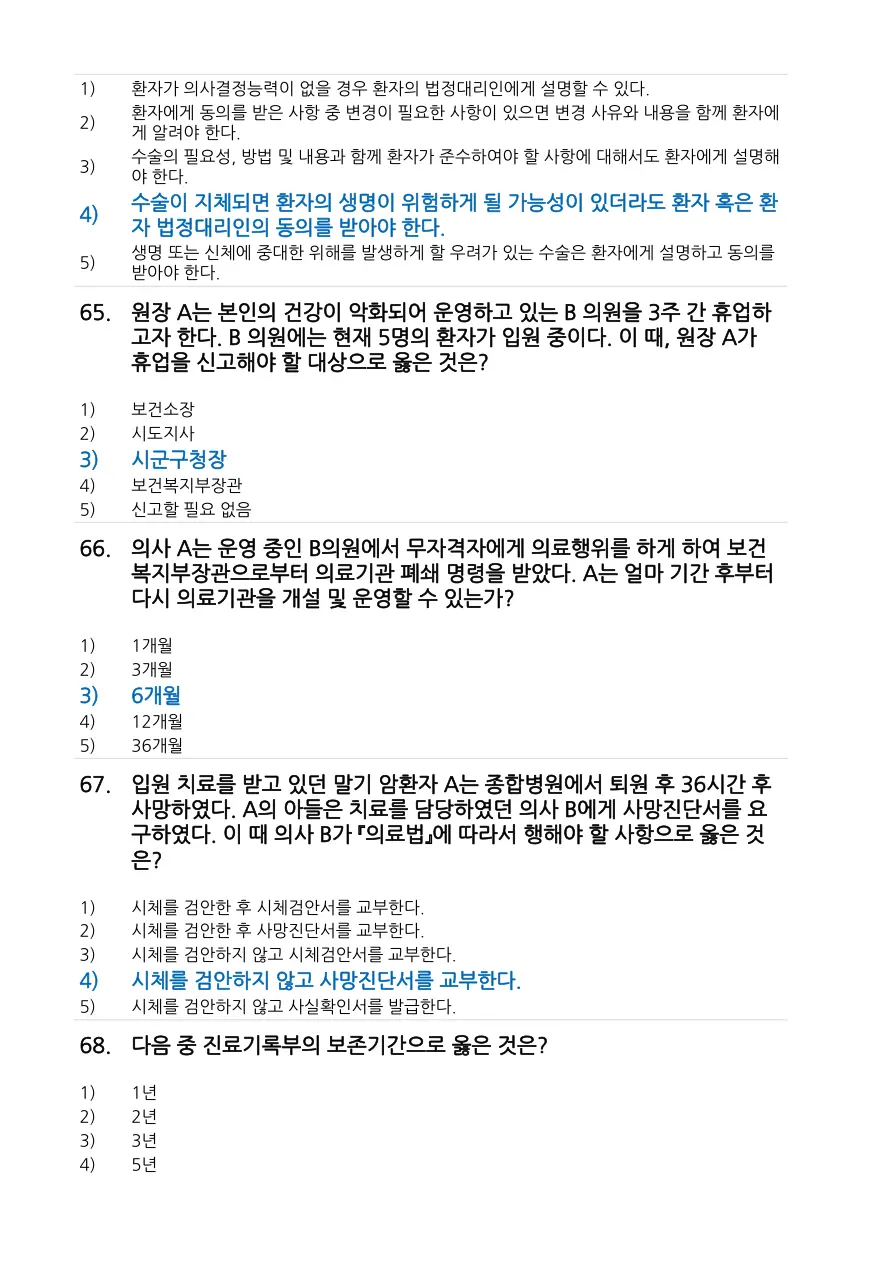 1) 환자가 의사결정능력이 없을 경우 환자의 법정대리인에게 설명할 수 있다.
2) 환자에게 동의를 받은 사항 중 변경이 필요한 사항이 있으면 변경 사유와 내용을 함께 환자에
게 알려야 한다.
3) 수술의 필요성, 방법 및 내용과 함께 환자가 준수하여야 할 사항에 대해서도 환자에게 설명해
야 한다.
4) 수술이 지체되면 환자의 생명이 위험하게 될 가능성이 있더라도 환자 혹은 환
자 법정대리인의 동의를 받아야 한다.
5) 생명 또는 신체에 중대한 위해를 발생하게 할 우려가 있는 수술은 환자에게 설명하고 동의를
받아야 한다.
65. 원장 A는 본인의 건강이 악화되어 운영하고 있는 B 의원을 3주 간 휴업하
고자 한다. B 의원에는 현재 5명의 환자가 입원 중이다. 이 때, 원장 A가
휴업을 신고해야 할 대상으로 옳은 것은?
1) 보건소장
2) 시도지사
3) 시군구청장
4) 보건복지부장관
5) 신고할 필요 없음
66. 의사 A는 운영 중인 B의원에서 무자격자에게 의료행위를 하게 하여 보건
복지부장관으로부터 의료기관 폐쇄 명령을 받았다. A는 얼마 기간 후부터
다시 의료기관을 개설 및 운영할 수 있는가?
1) 1개월
2) 3개월
3) 6개월
4) 12개월
5) 36개월
67. 입원 치료를 받고 있던 말기 암환자 A는 종합병원에서 퇴원 후 36시간 후
사망하였다. A의 아들은 치료를 담당하였던 의사 B에게 사망진단서를 요
구하였다. 이 때 의사 B가 『의료법』에 따라서 행해야 할 사항으로 옳은 것
은?
1) 시체를 검안한 후 시체검안서를 교부한다.
2) 시체를 검안한 후 사망진단서를 교부한다.
3) 시체를 검안하지 않고 시체검안서를 교부한다.
4) 시체를 검안하지 않고 사망진단서를 교부한다.
5) 시체를 검안하지 않고 사실확인서를 발급한다.
68. 다음 중 진료기록부의 보존기간으로 옳은 것은?
1) 1년
2) 2년
3) 3년
4) 5년